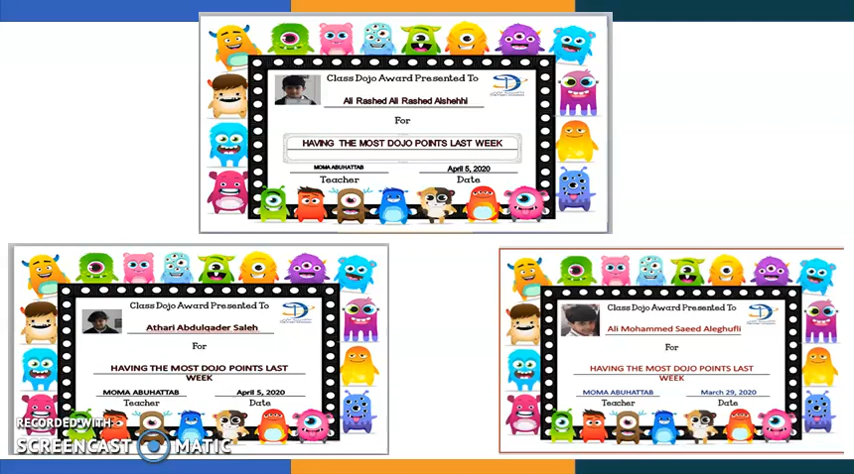 Class Dojo Award Presented To
Ali Rashed Ali Rashed Alshehhi
For
HAVING THE MOST DOJO POINTS LAST WEEK
MOMA ABUHATTAB April 5, 2020
Teacher Date
Class Dojo Award Presented To
Athari Abdulqader Saleh
For
HAVING THE MOST DOJO POINTS LAST
WEEK
MOMA ABUHATTAB April 5, 2020
Teacher Date
Class Dojo Award Presented To
Ali Mohammed Saeed Aleghufli
For
HAVING THE MOST DOJO POINTS LAST
WEEK
MOMA ABUHATTAB March 29, 2020
Teacher Date
RECORDED WITH
SCREENCAST MATIC